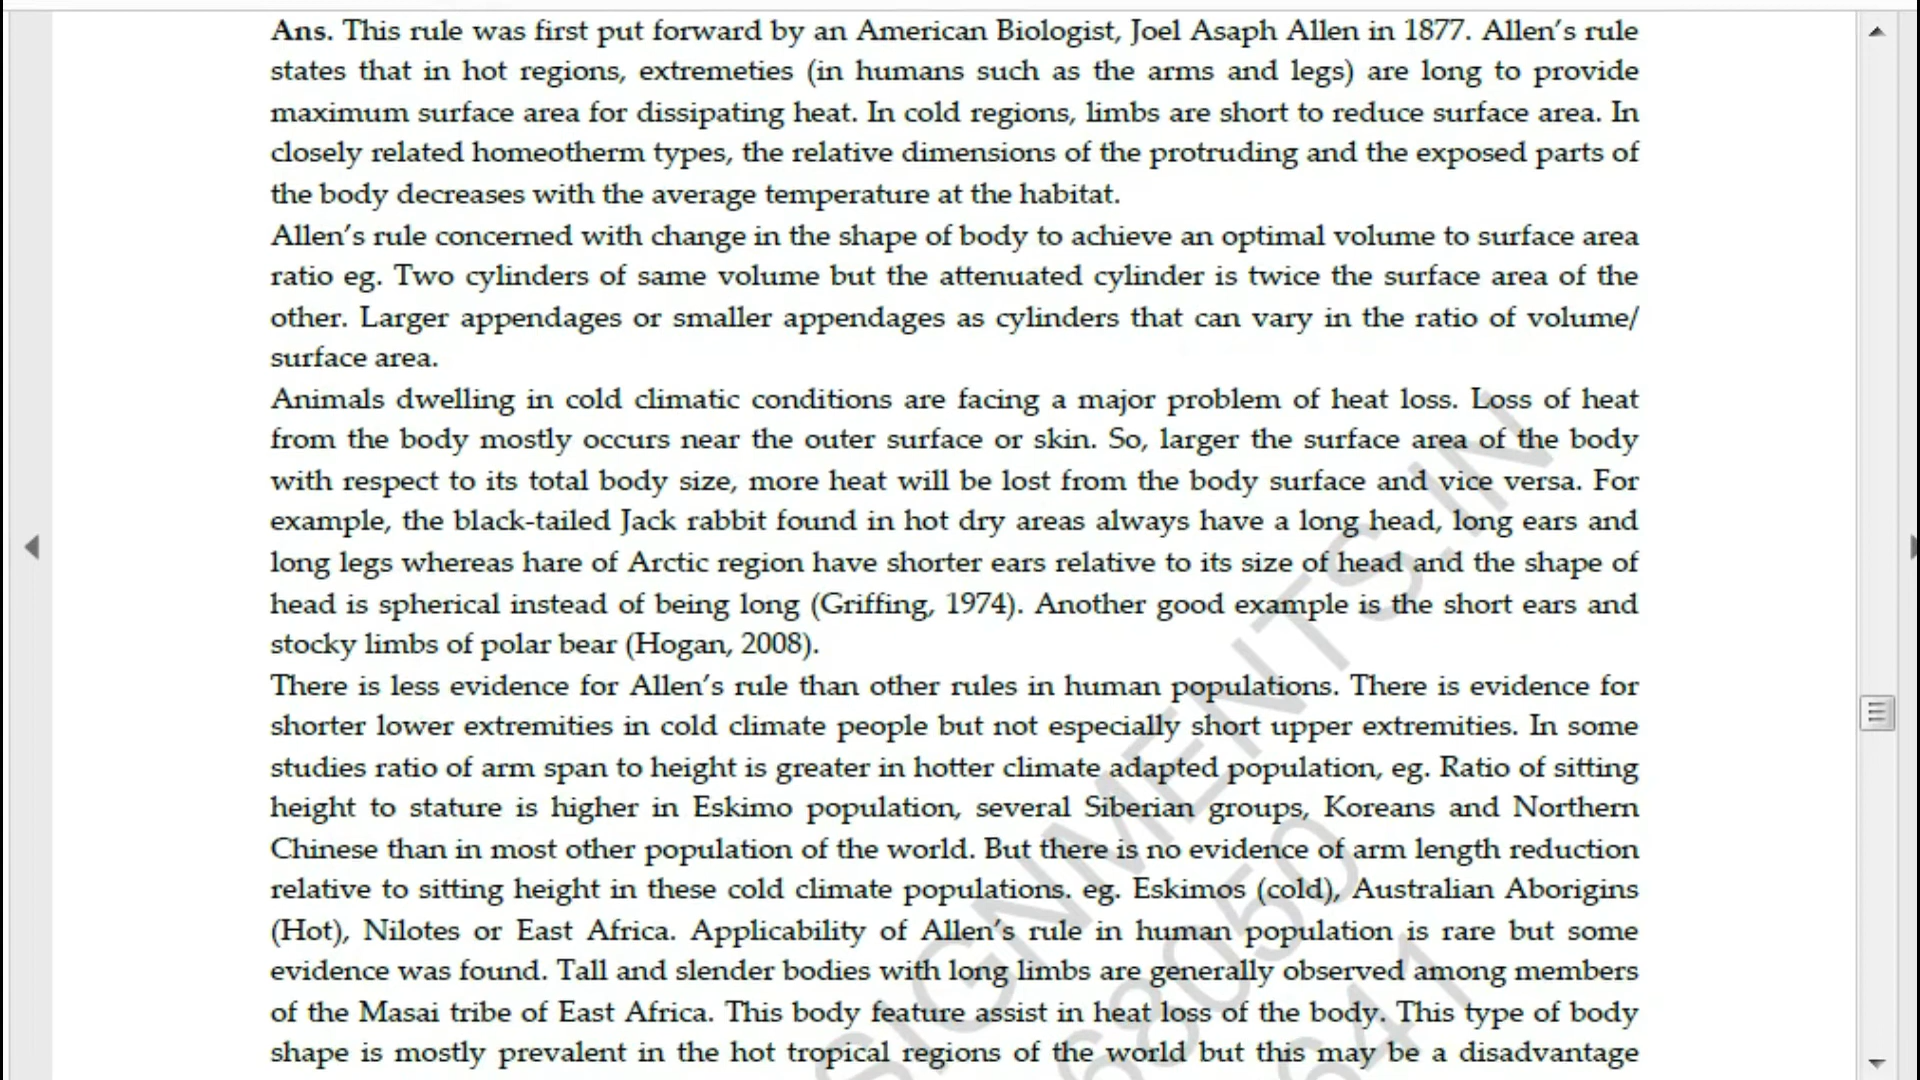 Ans. This rule was first put forward by an American Biologist, Joel Asaph Allen in 1877. Allen’s rule
states that in hot regions, extremeties (in humans such as the arms and legs) are long to provide
maximum surface area for dissipating heat. In cold regions, limbs are short to reduce surface area. In
closely related homeotherm types, the relative dimensions of the protruding and the exposed parts of
the body decreases with the average temperature at the habitat.
Allen’s rule concerned with change in the shape of body to achieve an optimal volume to surface area
ratio eg. Two cylinders of same volume but the attenuated cylinder is twice the surface area of the
other. Larger appendages or smaller appendages as cylinders that can vary in the ratio of volume/
surface area.
Animals dwelling in cold climatic conditions are facing a major problem of heat loss. Loss of heat
from the body mostly occurs near the outer surface or skin. So, larger the surface area of the body
with respect to its total body size, more heat will be lost from the body surface and vice versa. For
example, the black-tailed Jack rabbit found in hot dry areas always have a long head, long ears and
long legs whereas hare of Arctic region have shorter ears relative to its size of head and the shape of
head is spherical instead of being long (Griffing, 1974). Another good example is the short ears and
stocky limbs of polar bear (Hogan, 2008).
There is less evidence for Allen’s rule than other rules in human populations. There is evidence for
shorter lower extremities in cold climate people but not especially short upper extremities. In some
studies ratio of arm span to height is greater in hotter climate adapted population, eg. Ratio of sitting
height to stature is higher in Eskimo population, several Siberian groups, Koreans and Northern
Chinese than in most other population of the world. But there is no evidence of arm length reduction
relative to sitting height in these cold climate populations. eg. Eskimos (cold), Australian Aborigins
(Hot), Nilotes or East Africa. Applicability of Allen’s rule in human population is rare but some
evidence was found. Tall and slender bodies with long limbs are generally observed among members
of the Masai tribe of East Africa. This body feature assist in heat loss of the body. This type of body
shape is mostly prevalent in the hot tropical regions of the world but this may be a disadvantage
SIGNMENTS.IN
68050
641